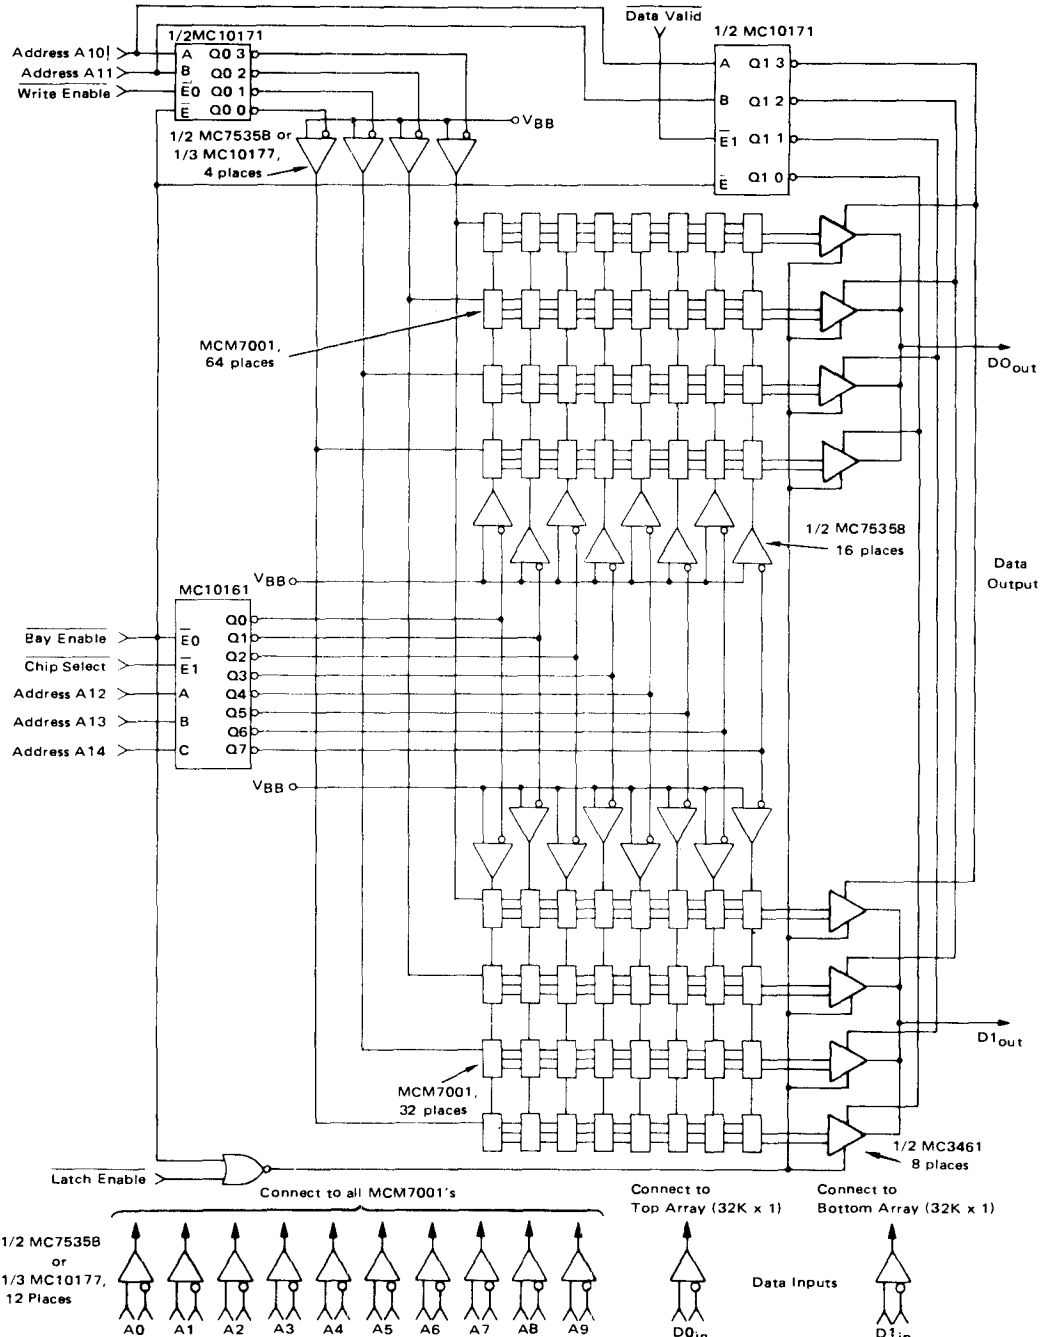 Data Valid
1/2MC10171
1/2 MC10171
Address A10
A Q0 3
Address A11
B Q0 2
Write Enable
E0 Q0 1
E Q0 0
A Q1 3
B Q1 2
E1 Q1 1
E Q1 0
VBB
1/2 MC75358 or
1/3 MC10177,
4 places
MCM7001,
64 places
DOout
1/2 MC75358
16 places
Data
Output
VBB
MC10161
Bay Enable
E0
Chip Select
E1
Address A12
A
Address A13
B
Address A14
C
Q0
Q1
Q2
Q3
Q4
Q5
Q6
Q7
VBB
D1out
MCM7001,
32 places
1/2 MC3461
8 places
Latch Enable
Connect to all MCM7001's
Connect to
Top Array (32K x 1)
Connect to
Bottom Array (32K x 1)
1/2 MC75358
or
1/3 MC10177,
12 Places
Data Inputs
A0 A1 A2 A3 A4 A5 A6 A7 A8 A9 D0in D1in